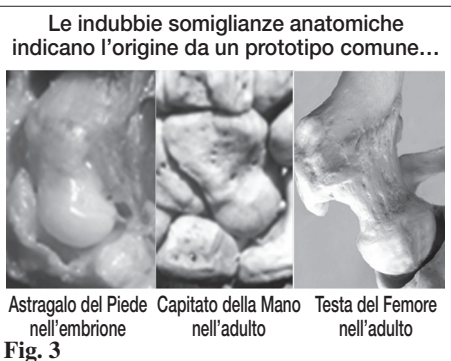 Le indubbie somiglianze anatomiche
indicano l'origine da un prototipo comune…
Astragalo del Piede
nell'embrione
Capitato della Mano
nell'adulto
Testa del Femore
nell'adulto
Fig. 3